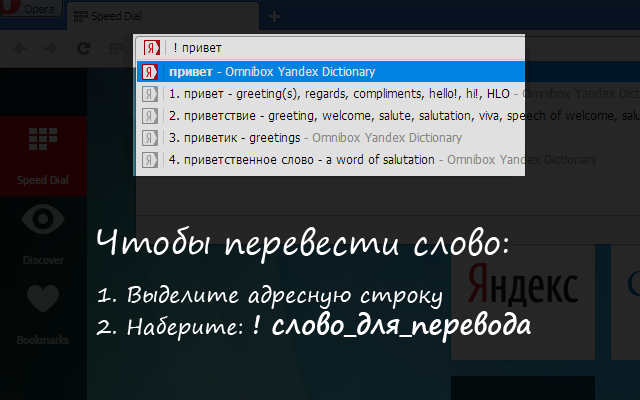 Opera
Speed Dial
Я ! привет
Я привет - Omnibox Yandex Dictionary
Я 1. привет - greeting(s), regards, compliments, hello!, hi!, HLO - Omnibox Yandex Dictionary
Я 2. приветствие - greeting, welcome, salute, salutation, viva, speech of welcome, sal
Я 3. приветик - greetings - Omnibox Yandex Dictionary
Я 4. приветственное слово - a word of salutation - Omnibox Yandex Dictionary
Speed Dial
Discover
Bookmarks
Чтобы перевести слово:
1. Выделите адресную строку
2. Наберите: ! слово_для_перевода
Яндекс